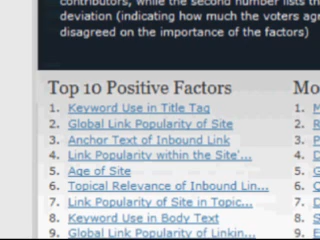 contributors, while the second number lists th
deviation (indicating how much the voters agr
disagreed on the importance of the factors)
Top 10 Positive Factors
1. Keyword Use in Title Tag
2. Global Link Popularity of Site
3. Anchor Text of Inbound Link
4. Link Popularity within the Site'...
5. Age of Site
6. Topical Relevance of Inbound Lin...
7. Link Popularity of Site in Topic...
8. Keyword Use in Body Text
9. Global Link Popularity of Linkin...
Mo
1.
2. R
3. P
4. D
5. G
6.
7. D
8. S
9. E